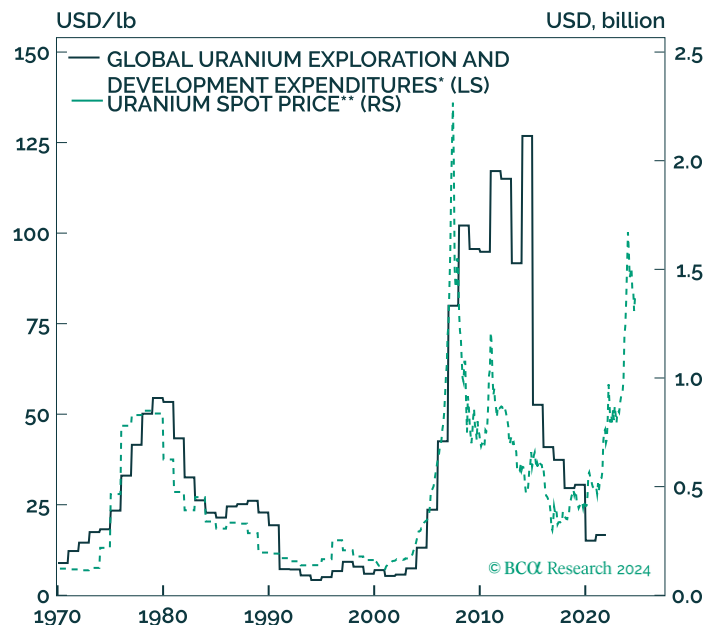 USD/lb USD, billion
GLOBAL URANIUM EXPLORATION AND
DEVELOPMENT EXPENDITURES* (LS)
URANIUM SPOT PRICE** (RS)
150 2.5
125
2.0
100
1.5
75
1.0
50
0.5
25
© BCα Research 2024
0 0.0
1970 1980 1990 2000 2010 2020